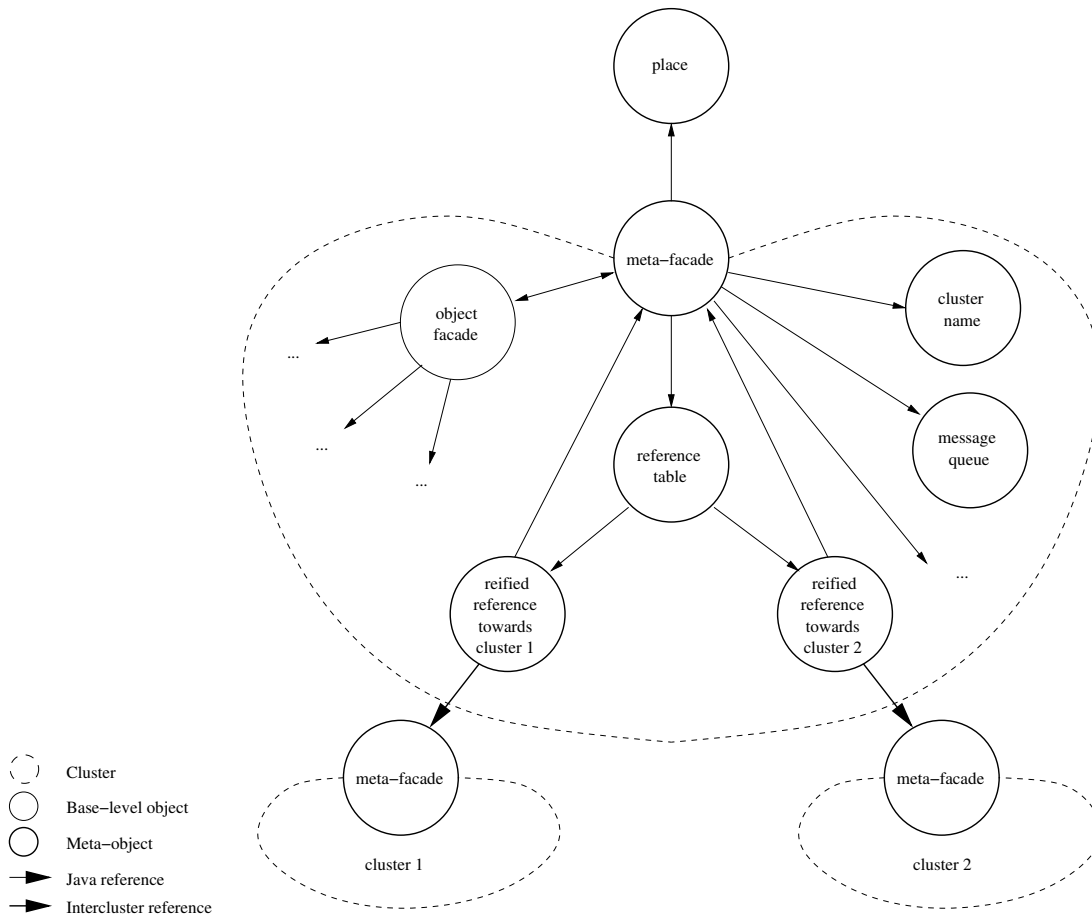 place
meta−facade
object
facade
cluster
name
...
...
...
message
queue
reference
table
...
reified
reference
towards
cluster 1
reified
reference
towards
cluster 2
meta−facade
meta−facade
cluster 1
cluster 2
Cluster
Base−level object
Meta−object
Java reference
Intercluster reference